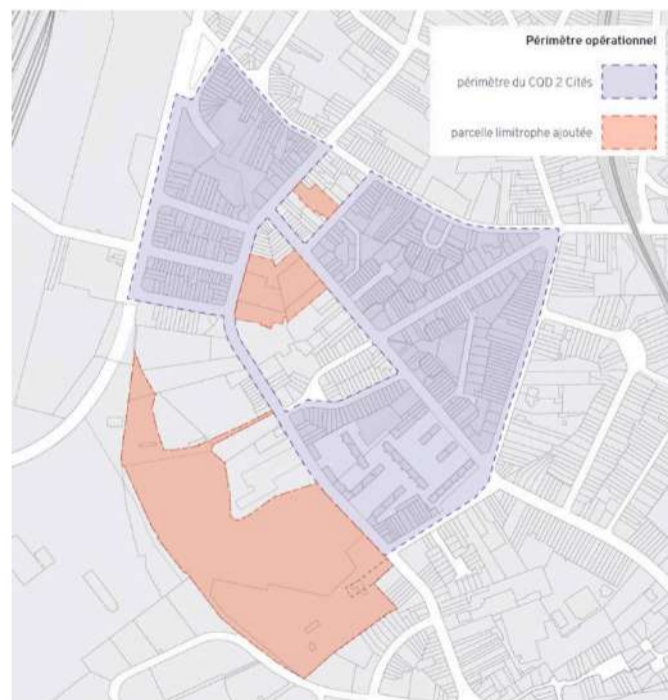 Périmètre opérationnel
périmètre du CQD 2 Cités
parcelle limitrophe ajoutée